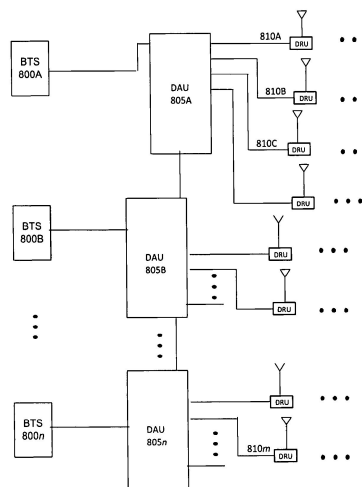 810A
DRU
BTS
800A
DAU
805A
810B
DRU
810C
DRU
DRU
BTS
800B
DAU
805B
DRU
DRU
BTS
800n
DAU
805n
DRU
810m
DRU